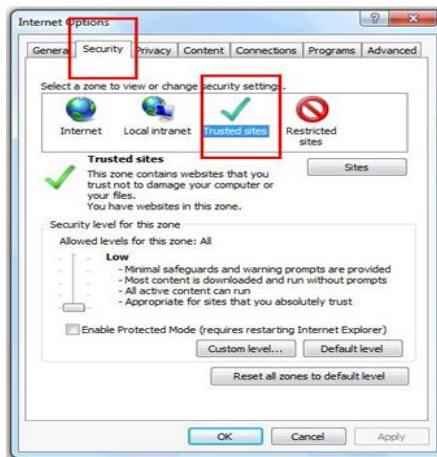 Internet Options
General Security Privacy Content Connections Programs Advanced
Select a zone to view or change security settings.
Internet Local intranet Trusted sites Restricted
sites
Trusted sites
Sites
This zone contains websites that you
trust not to damage your computer or
your files.
You have websites in this zone.
Security level for this zone
Allowed levels for this zone: All
Low
- Minimal safeguards and warning prompts are provided
- Most content is downloaded and run without prompts
- All active content can run
- Appropriate for sites that you absolutely trust
Enable Protected Mode (requires restarting Internet Explorer)
Custom level... Default level
Reset all zones to default level
OK Cancel Apply